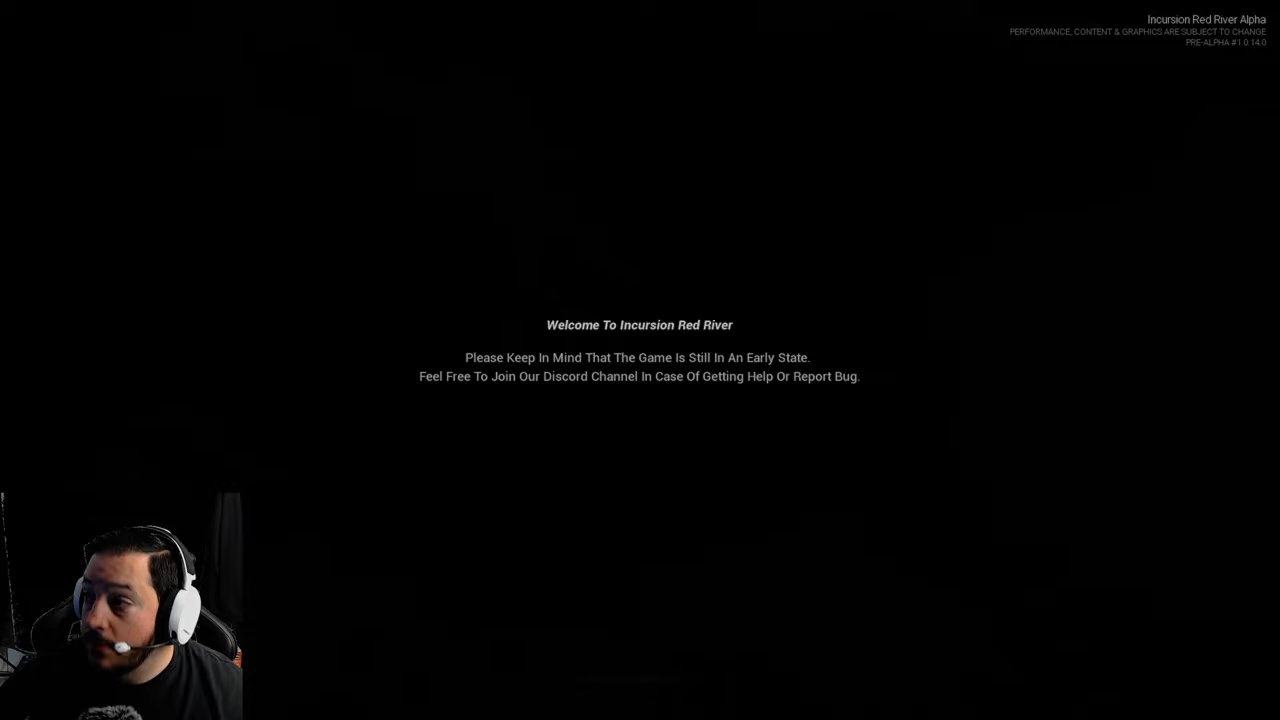 Incursion Red River Alpha
PERFORMANCE, CONTENT & GRAPHICS ARE SUBJECT TO CHANGE
PRE-ALPHA #1.0.14.0
Welcome To Incursion Red River
Please Keep In Mind That The Game Is Still In An Early State.
Feel Free To Join Our Discord Channel In Case Of Getting Help Or Report Bug.